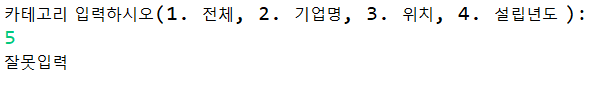 카테고리 입력하시오(1. 전체, 2. 기업명, 3. 위치, 4. 설립년도 ):
5
잘못입력